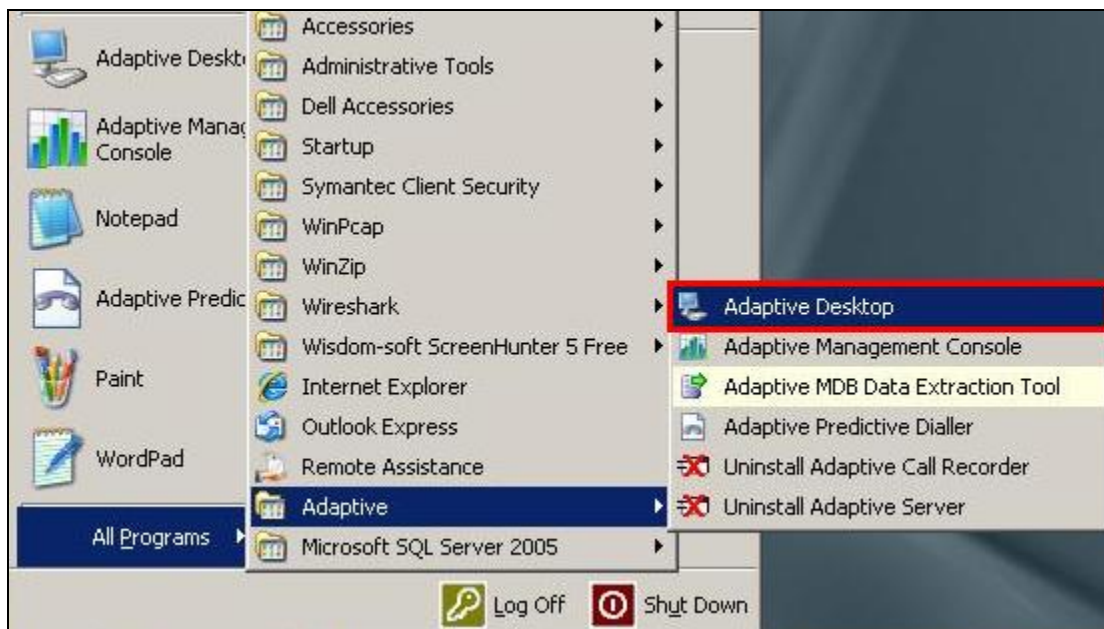 Adaptive Deskt
Adaptive Manag
Console
Notepad
Adaptive Predic
Paint
WordPad
All Programs
Accessories
Administrative Tools
Dell Accessories
Startup
Symantec Client Security
WinPcap
WinZip
Wireshark
Wisdom-soft ScreenHunter 5 Free
Internet Explorer
Outlook Express
Remote Assistance
Adaptive
Microsoft SQL Server 2005
Adaptive Desktop
Adaptive Management Console
Adaptive MDB Data Extraction Tool
Adaptive Predictive Dialler
Uninstall Adaptive Call Recorder
Uninstall Adaptive Server
Log Off
Shut Down